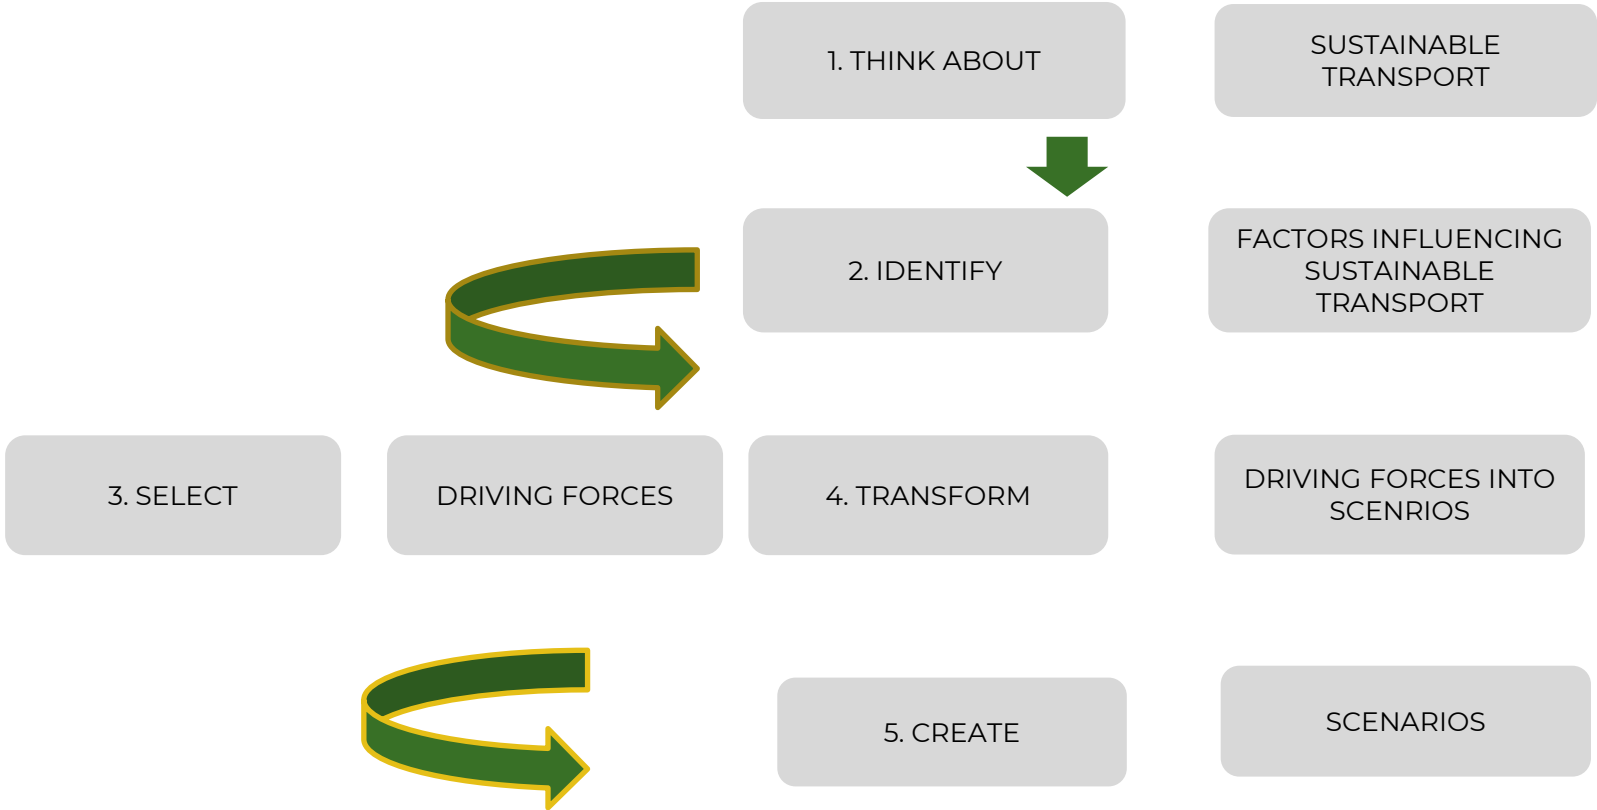 1. THINK ABOUT
SUSTAINABLE
TRANSPORT
2. IDENTIFY
FACTORS INFLUENCING
SUSTAINABLE
TRANSPORT
3. SELECT
DRIVING FORCES
4. TRANSFORM
DRIVING FORCES INTO
SCENRIOS
5. CREATE
SCENARIOS